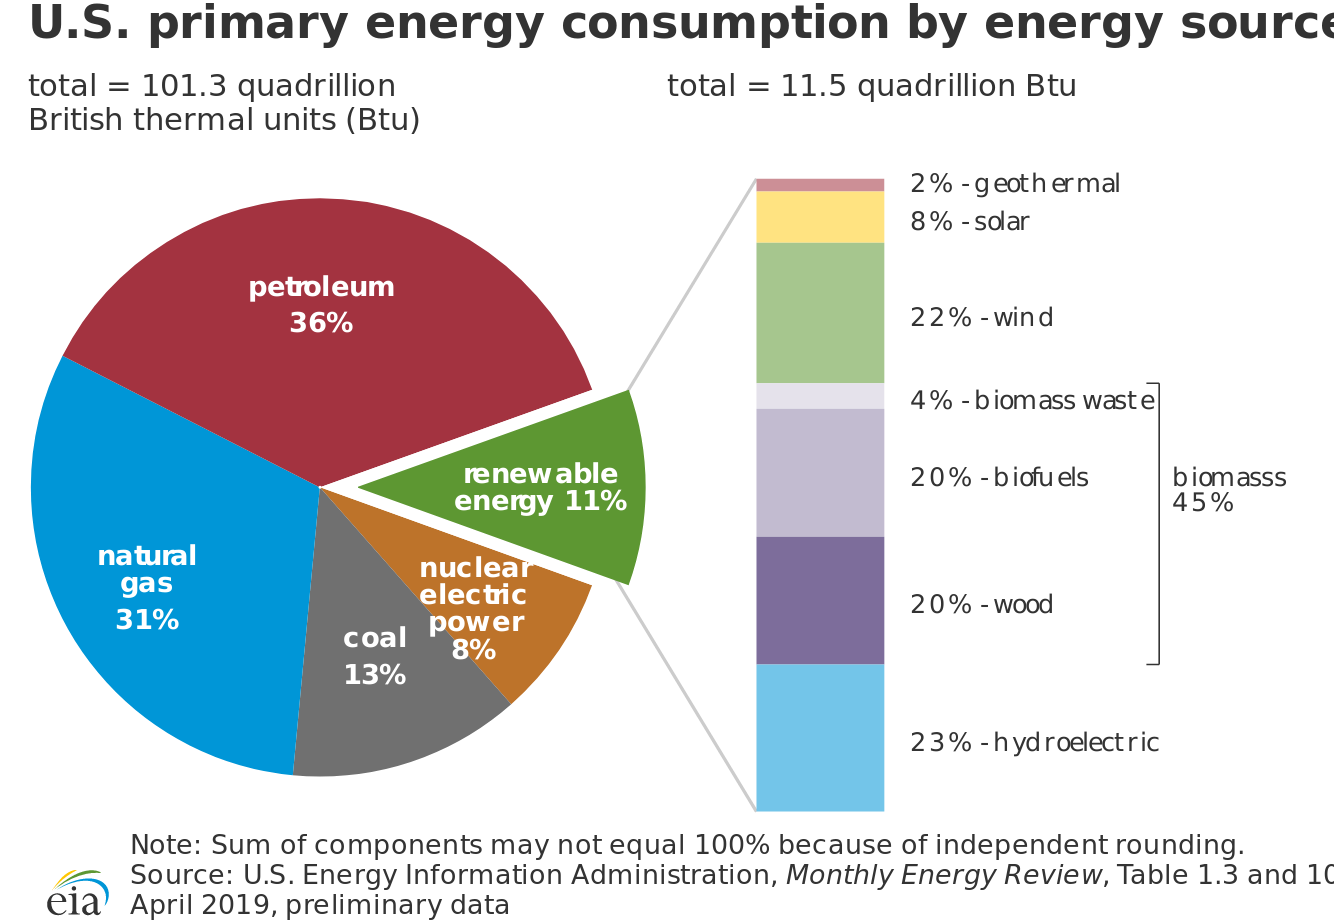 U.S. primary energy consumption by energy source
total = 101.3 quadrillion
British thermal units (Btu)
total = 11.5 quadrillion Btu
petroleum
36%
natural
gas
31%
coal
13%
nuclear
electric
power
8%
renewable
energy 11%
2% - geothermal
8% - solar
22% - wind
4% - biomass waste
20% - biofuels
20% - wood
23% - hydroelectric
biomasss
45%
Note: Sum of components may not equal 100% because of independent rounding.
Source: U.S. Energy Information Administration, Monthly Energy Review, Table 1.3 and 10
April 2019, preliminary data
eia